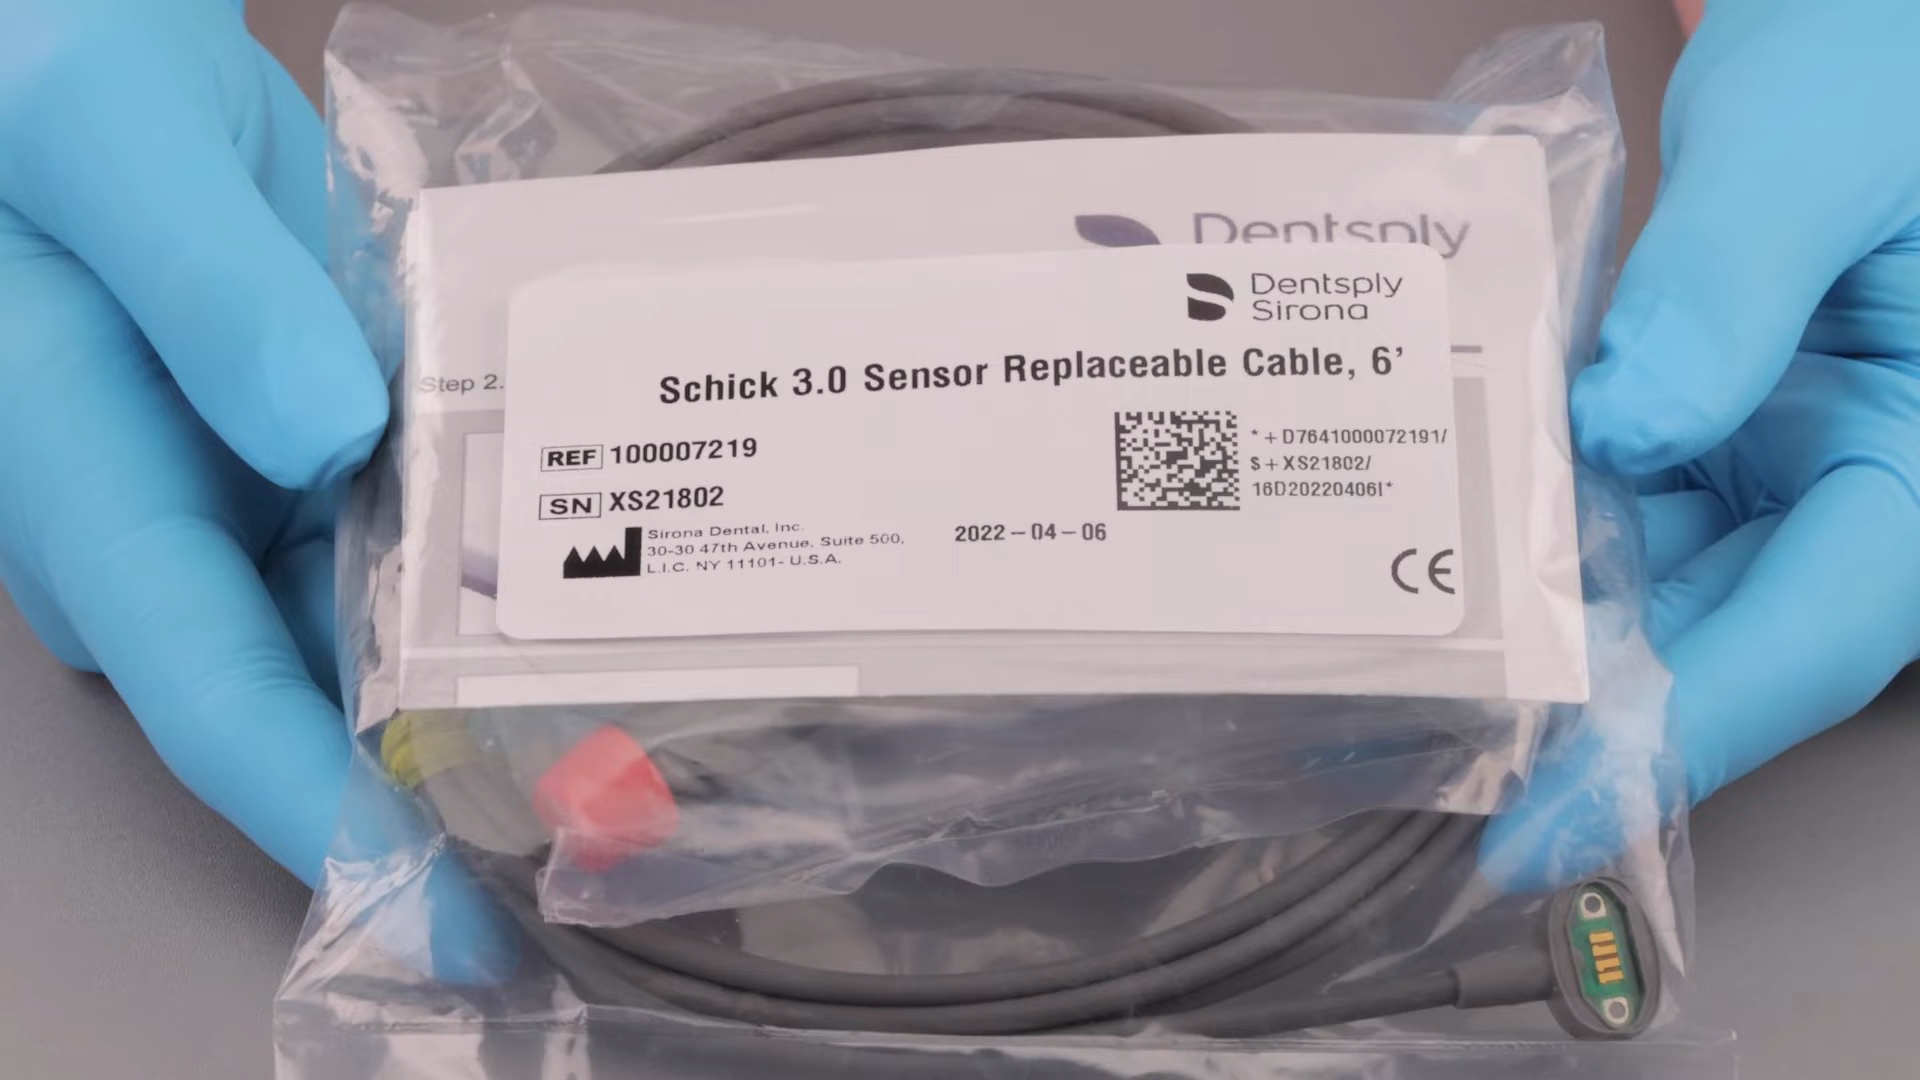 Dentsply
Dentsply
Sirona
Schick 3.0 Sensor Replaceable Cable, 6’
Step 2.
REF 100007219
SN XS21802
*+D7641000072191/
$+XS21802/
16D20220406I*
Sirona Dental, Inc.
30-30 47th Avenue, Suite 500,
L.I.C. NY 11101- U.S.A.
2022-04-06
CE